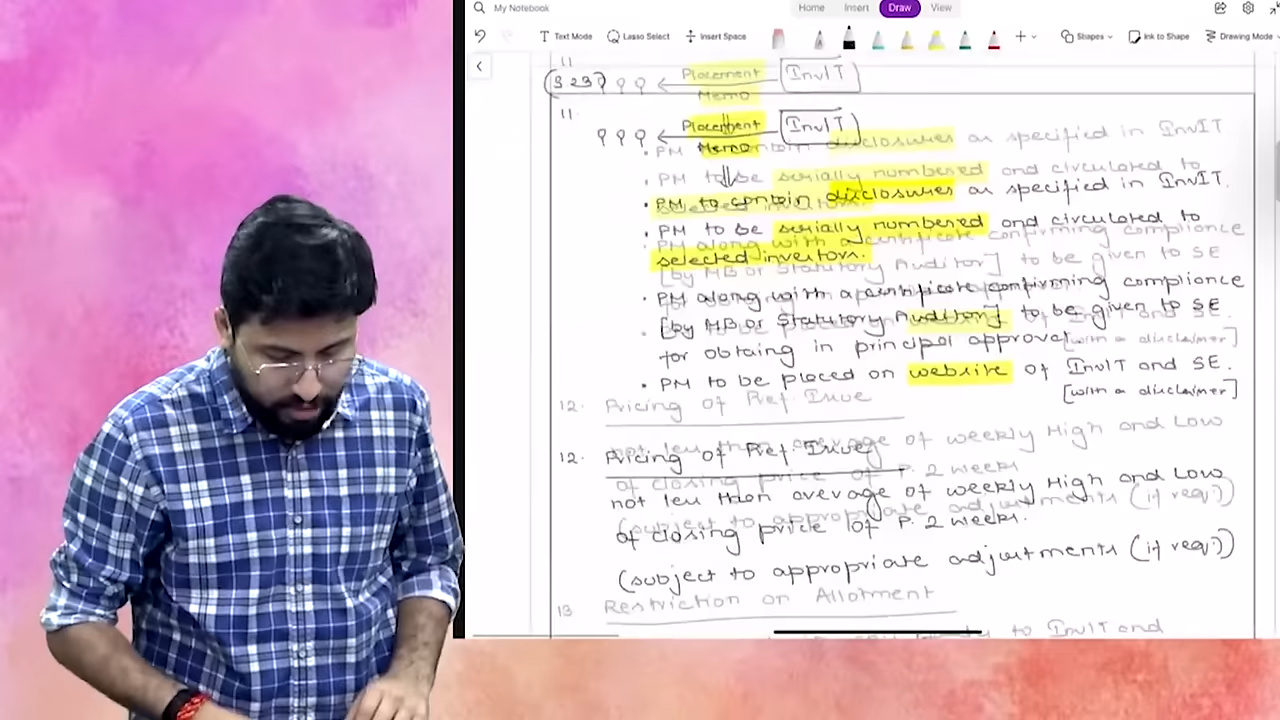 My Notebook
Home Insert Draw View
Text Mode Lasso Select Insert Space Shapes Ink to Shape Drawing Mode
11
Placement InvIT
Memo
11.
Placement InvIT
Memo
PM to contain disclosures as specified in InvIT.
PM to be serially numbered and circulated to
selected investors.
PM along with a certificate confirming compliance
[by MB or Statutory Auditor] to be given to SE
for obtaing in principal approval
PM to be placed on website of InvIT and SE.
[with a disclaimer]
12. Pricing of Pref. Issue
12. Pricing of Pref. Issue
not less than average of weekly High and Low
of closing price of P. 2 weeks.
(subject to appropriate adjustments (if req.))
13 Restriction on Allotment
to InvIT and